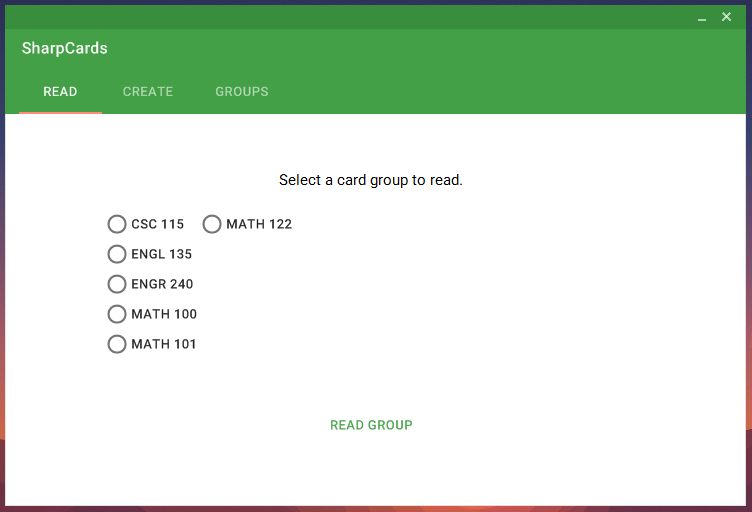 SharpCards
READ CREATE GROUPS
Select a card group to read.
CSC 115 MATH 122
ENGL 135
ENGR 240
MATH 100
MATH 101
READ GROUP